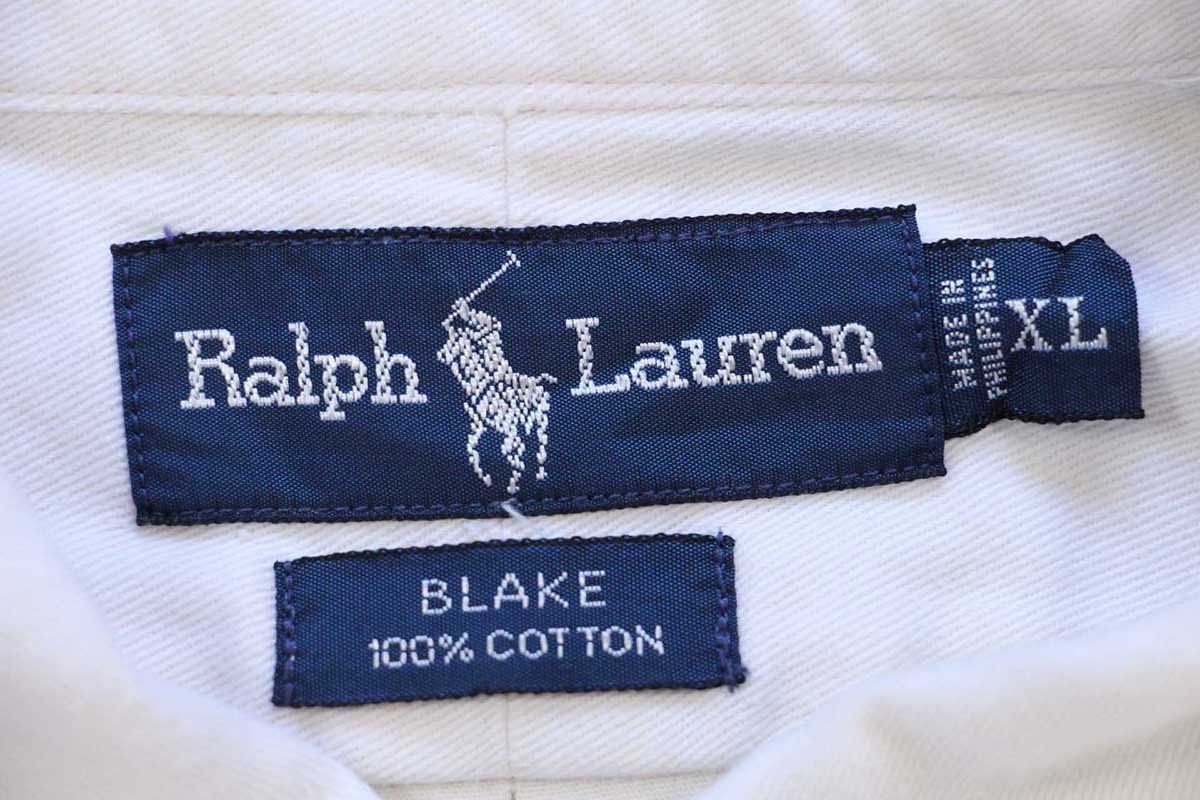 Ralph Lauren
MADE IN
PHILIPPINES
XL
BLAKE
100% COTTON